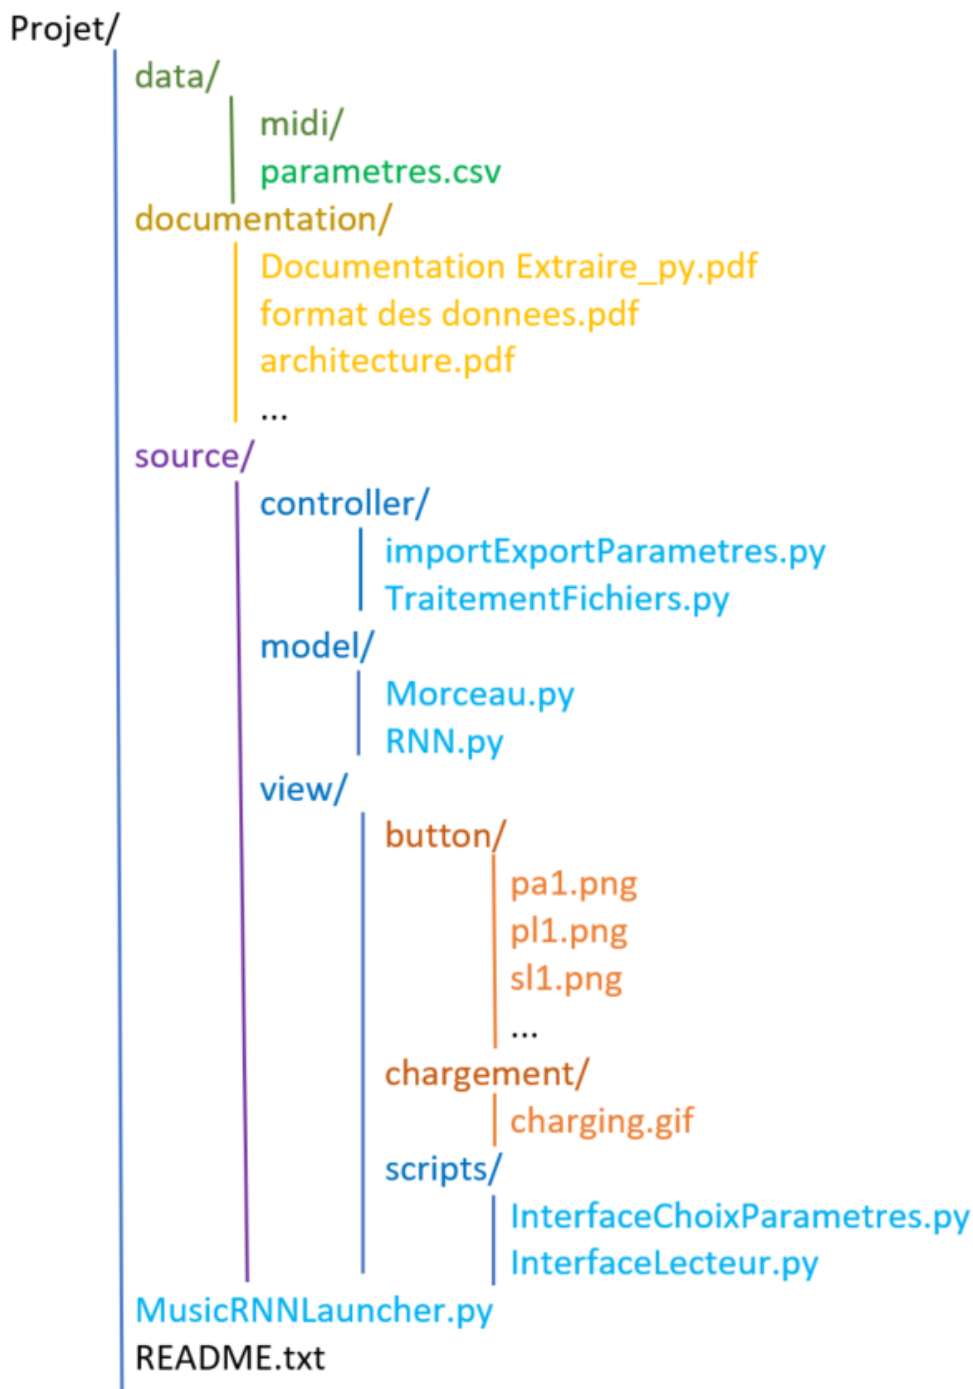 Projet/
data/
midi/
parametres.csv
documentation/
Documentation Extraire_py.pdf
format des donnees.pdf
architecture.pdf
...
source/
controller/
importExportParametres.py
TraitementFichiers.py
model/
Morceau.py
RNN.py
view/
button/
pa1.png
pl1.png
sl1.png
...
chargement/
charging.gif
scripts/
InterfaceChoixParametres.py
InterfaceLecteur.py
MusicRNNLauncher.py
README.txt